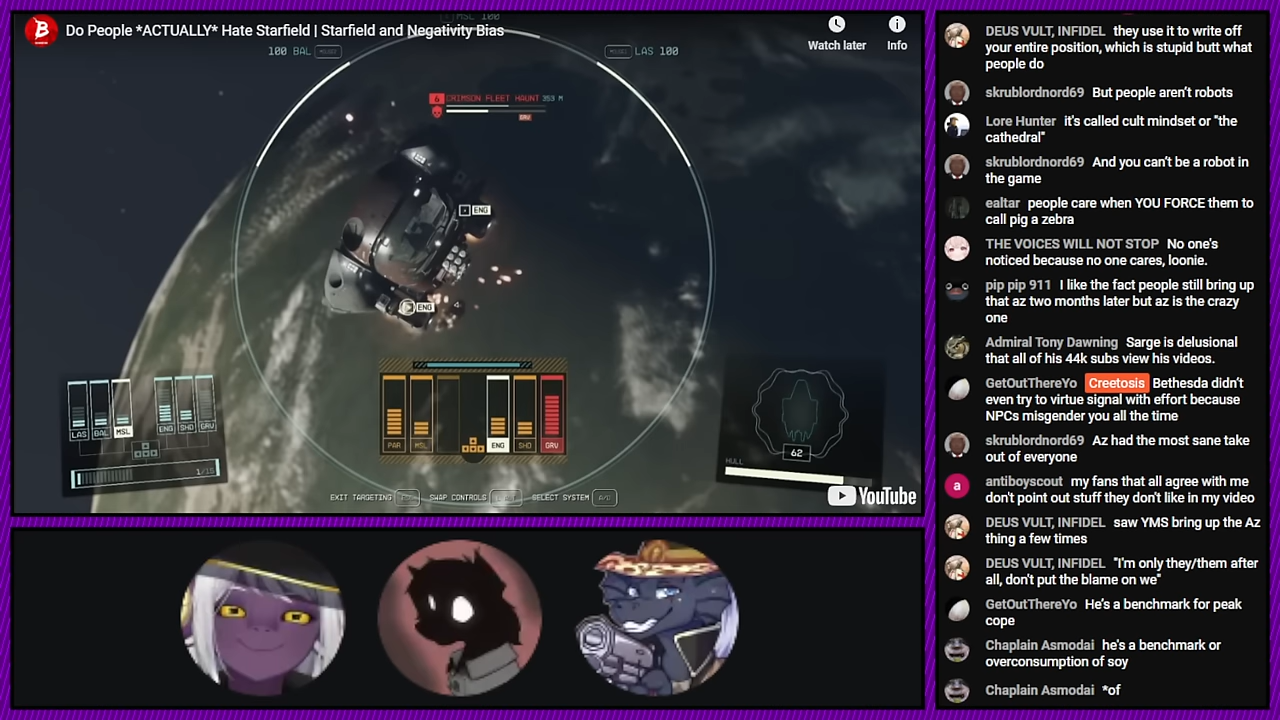 MSL 100
Do People *ACTUALLY* Hate Starfield | Starfield and Negativity Bias
Watch later
Info
100 BAL
LAS 100
6 CRIMSON FLEET HAUNT 353 M
GRV
ENG
ENG
4
LAS BAL MSL ENG SHD GRV
1/15
PAR MSL ENG SHD GRV
62
HULL
EXIT TARGETING SWAP CONTROLS SELECT SYSTEM A/D
YouTube
DEUS VULT, INFIDEL they use it to write off
your entire position, which is stupid butt what
people do
skrublordnord69 But people aren't robots
Lore Hunter it's called cult mindset or "the
cathedral"
skrublordnord69 And you can't be a robot in
the game
ealtar people care when YOU FORCE them to
call pig a zebra
THE VOICES WILL NOT STOP No one's
noticed because no one cares, loonie.
pip pip 911 I like the fact people still bring up
that az two months later but az is the crazy
one
Admiral Tony Dawning Sarge is delusional
that all of his 44k subs view his videos.
GetOutThereYo Creetosis Bethesda didn't
even try to virtue signal with effort because
NPCs misgender you all the time
skrublordnord69 Az had the most sane take
out of everyone
a
antiboyscout my fans that all agree with me
don't point out stuff they don't like in my video
DEUS VULT, INFIDEL saw YMS bring up the Az
thing a few times
DEUS VULT, INFIDEL "I'm only they/them after
all, don't put the blame on we"
GetOutThereYo He's a benchmark for peak
cope
Chaplain Asmodai he's a benchmark or
overconsumption of soy
Chaplain Asmodai *of